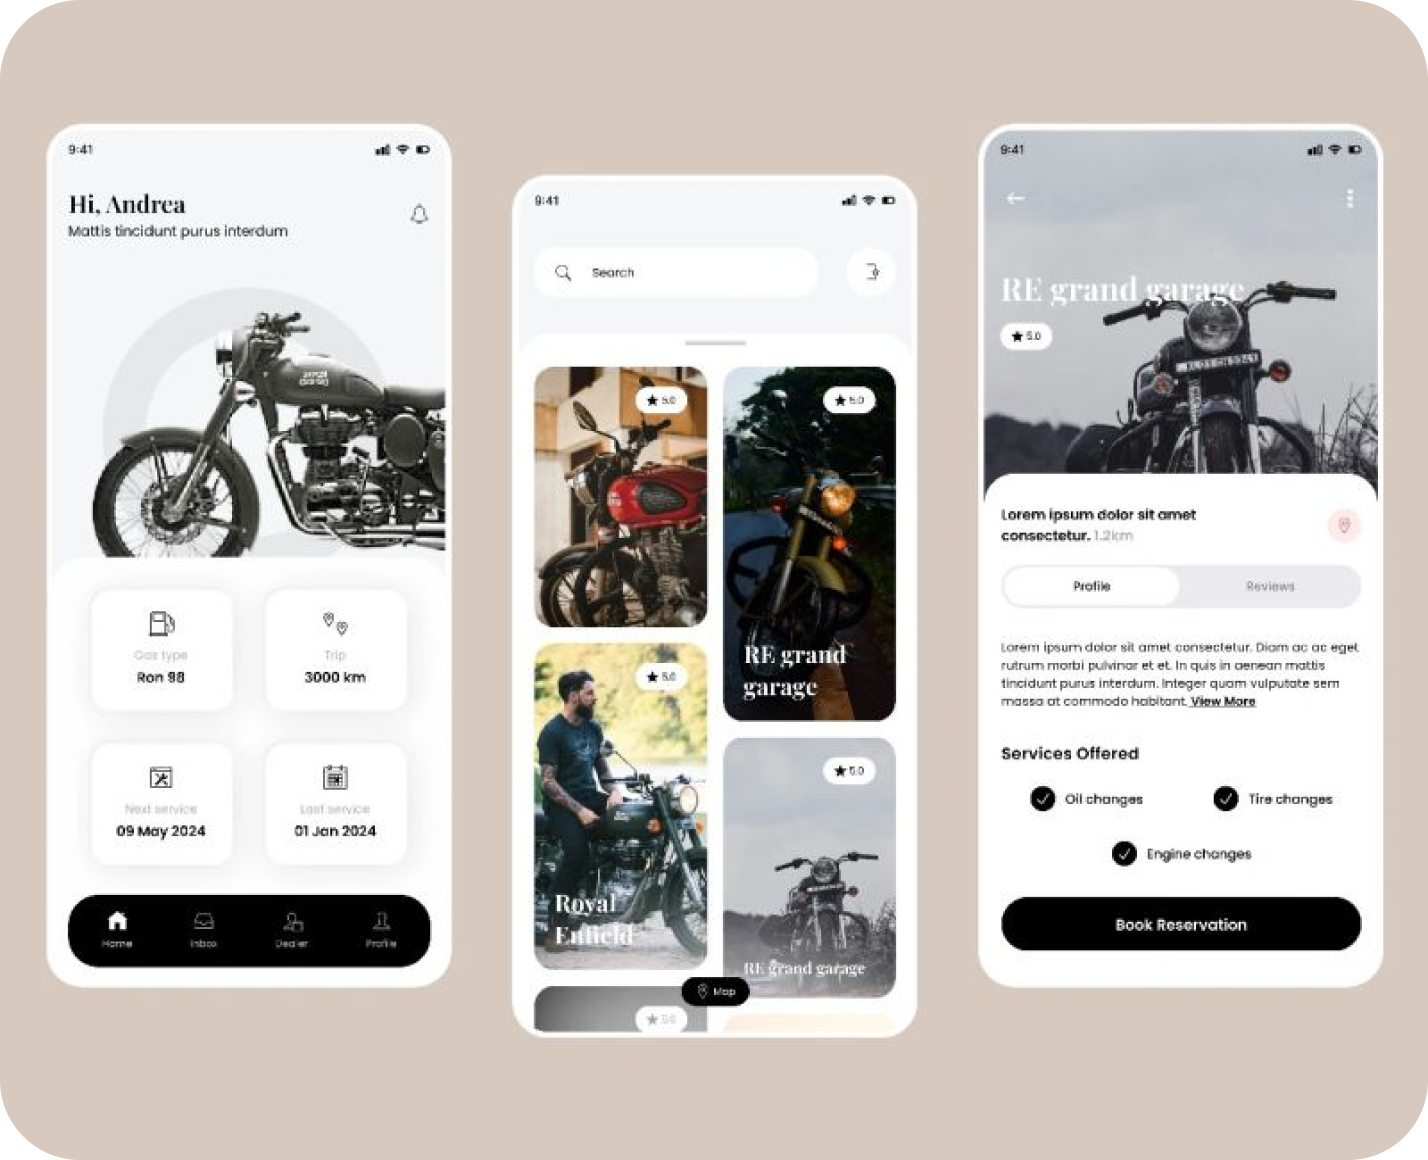 9:41
Hi, Andrea
Mattis tincidunt purus interdum
Gas type
Ron 98
Trip
3000 km
Next service
09 May 2024
Last service
01 Jan 2024
Home
Inbox
Dealer
Profile
9:41
Search
5.0
5.0
RE grand
garage
5.0
Royal
Enfield
5.0
RE grand garage
Map
5.0
9:41
RE grand garage
5.0
Lorem ipsum dolor sit amet
consectetur. 1.2km
Profile
Reviews
Lorem ipsum dolor sit amet consectetur. Diam ac ac eget
rutrum morbi pulvinar et et. In quis in aenean mattis
tincidunt purus interdum. Integer quam vulputate sem
massa at commodo habitant. View More
Services Offered
Oil changes
Tire changes
Engine changes
Book Reservation